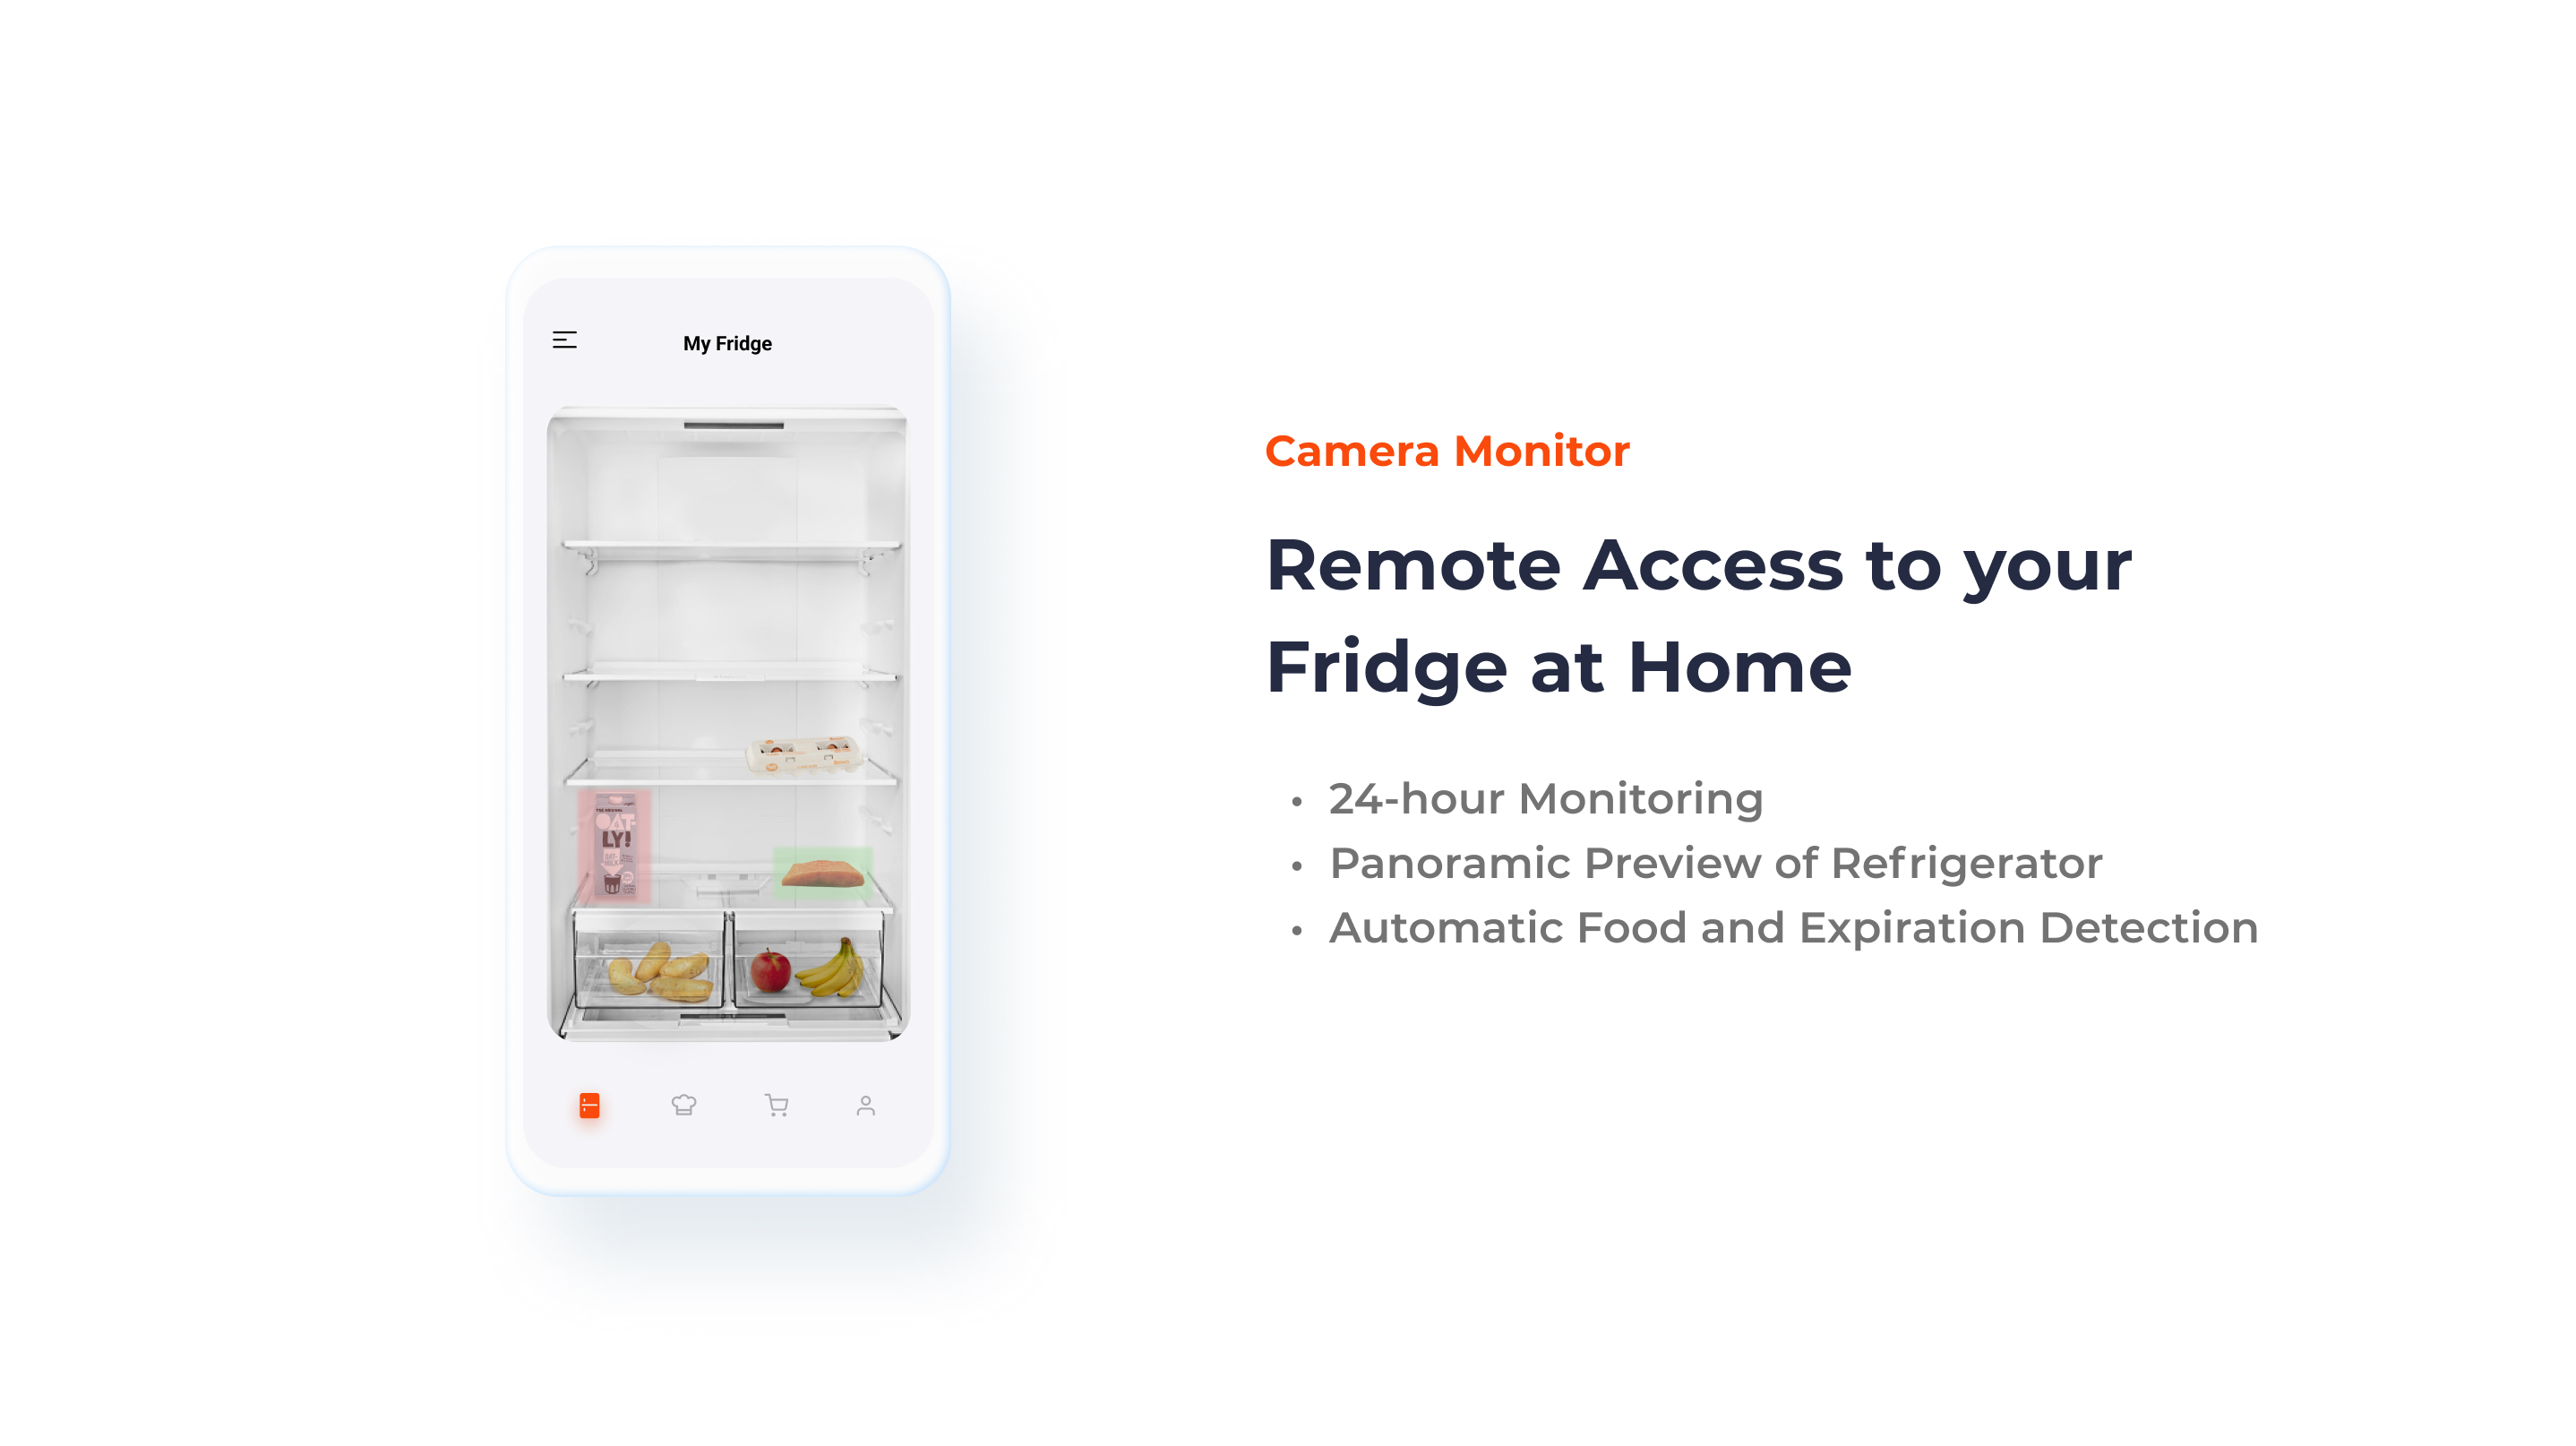 My Fridge
OAT-
LY!
Camera Monitor
Remote Access to your
Fridge at Home
• 24-hour Monitoring
• Panoramic Preview of Refrigerator
• Automatic Food and Expiration Detection